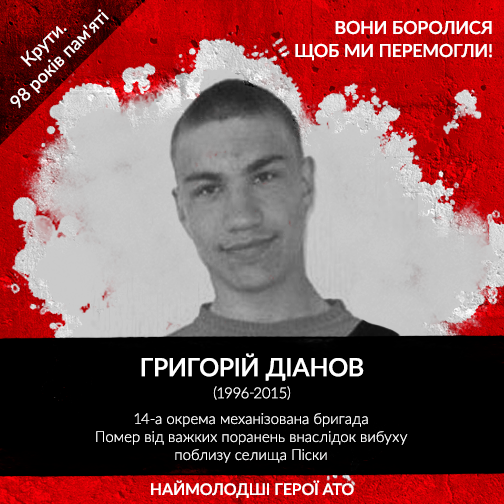 Крути.
98 років пам'яті
ВОНИ БОРОЛИСЯ
ЩОБ МИ ПЕРЕМОГЛИ!
ГРИГОРІЙ ДІАНОВ
(1996-2015)
14-а окрема механізована бригада
Помер від важких поранень внаслідок вибуху
поблизу селища Піски
НАЙМОЛОДШІ ГЕРОЇ АТО